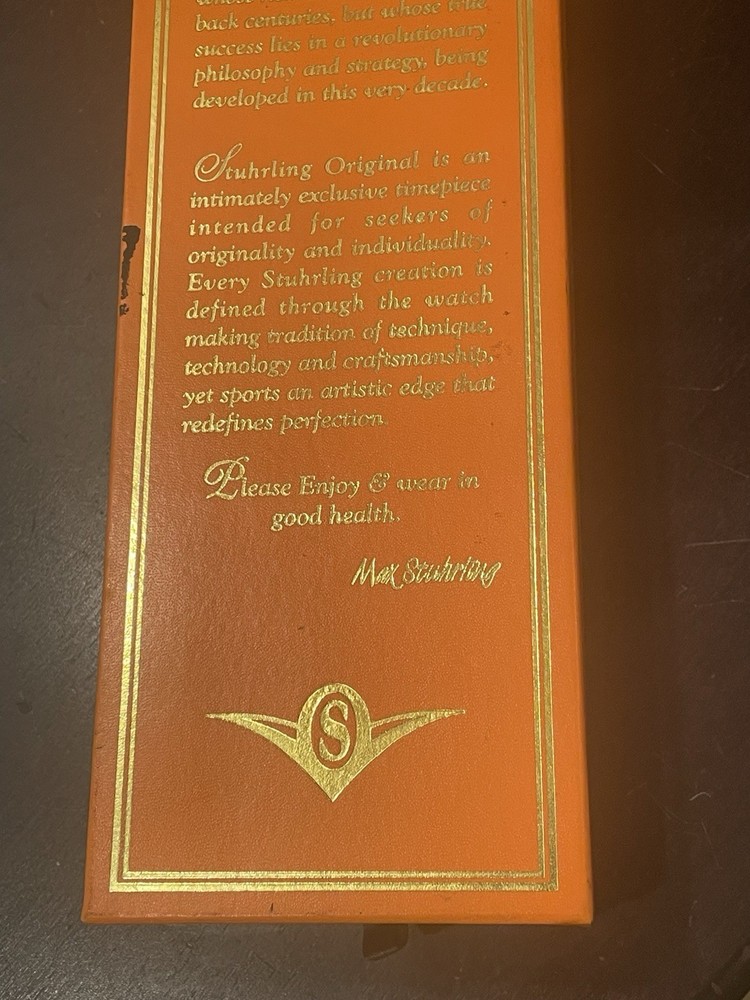 back centuries, but whose true
success lies in a revolutionary
philosophy and strategy, being
developed in this very decade.
Stuhrling Original is an
intimately exclusive timepiece
intended for seekers of
originality and individuality.
Every Stuhrling creation is
defined through the watch
making tradition of technique,
technology and craftsmanship,
yet sports an artistic edge that
redefines perfection.
Please Enjoy & wear in
good health.
Max Stuhrling
S